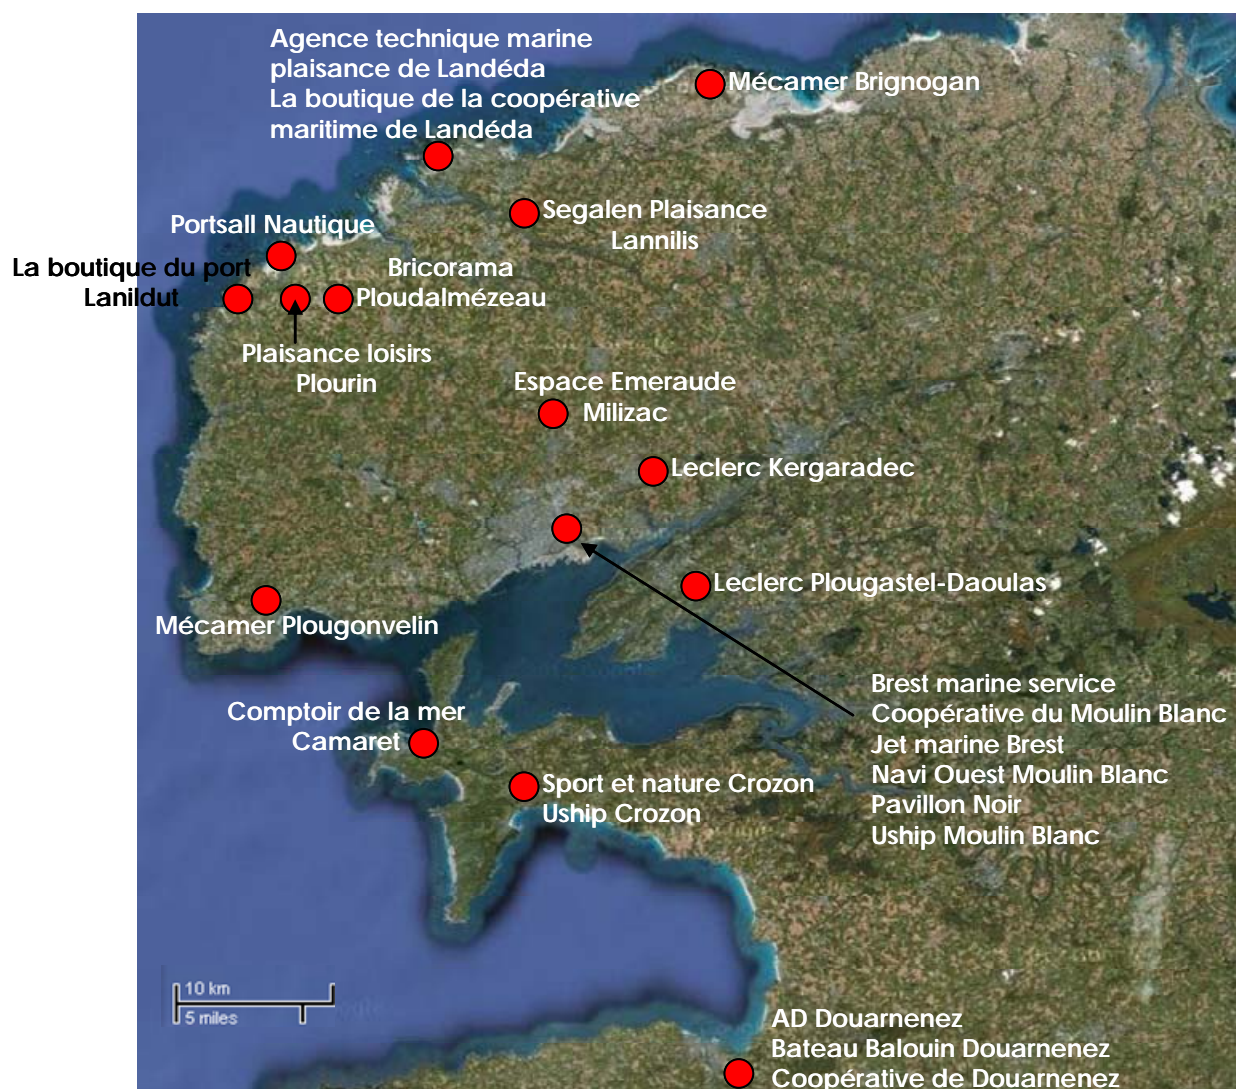 Agence technique marine
plaisance de Landéda
La boutique de la coopérative
maritime de Landéda
Mécamer Brignogan
Segalen Plaisance
Lannilis
Portsall Nautique
La boutique du port
Lanildut
Bricorama
Ploudalmézeau
Plaisance loisirs
Plourin
Espace Emeraude
Milizac
Leclerc Kergaradec
Leclerc Plougastel-Daoulas
Mécamer Plougonvelin
Brest marine service
Coopérative du Moulin Blanc
Jet marine Brest
Navi Ouest Moulin Blanc
Pavillon Noir
Uship Moulin Blanc
Comptoir de la mer
Camaret
Sport et nature Crozon
Uship Crozon
10 km
5 miles
AD Douarnenez
Bateau Balouin Douarnenez
Coopérative de Douarnenez